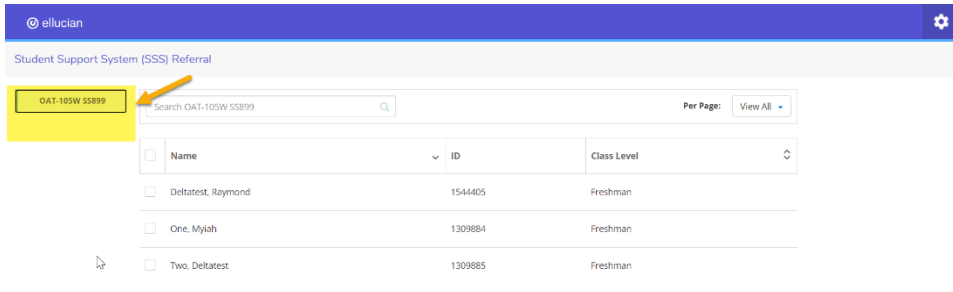 ellucian
Student Support System (SSS) Referral
OAT-105W SS899
Search OAT-105W SS899
Per Page: View All
Name ID Class Level
Deltatest, Raymond 1544405 Freshman
One, Myiah 1309884 Freshman
Two, Deltatest 1309885 Freshman